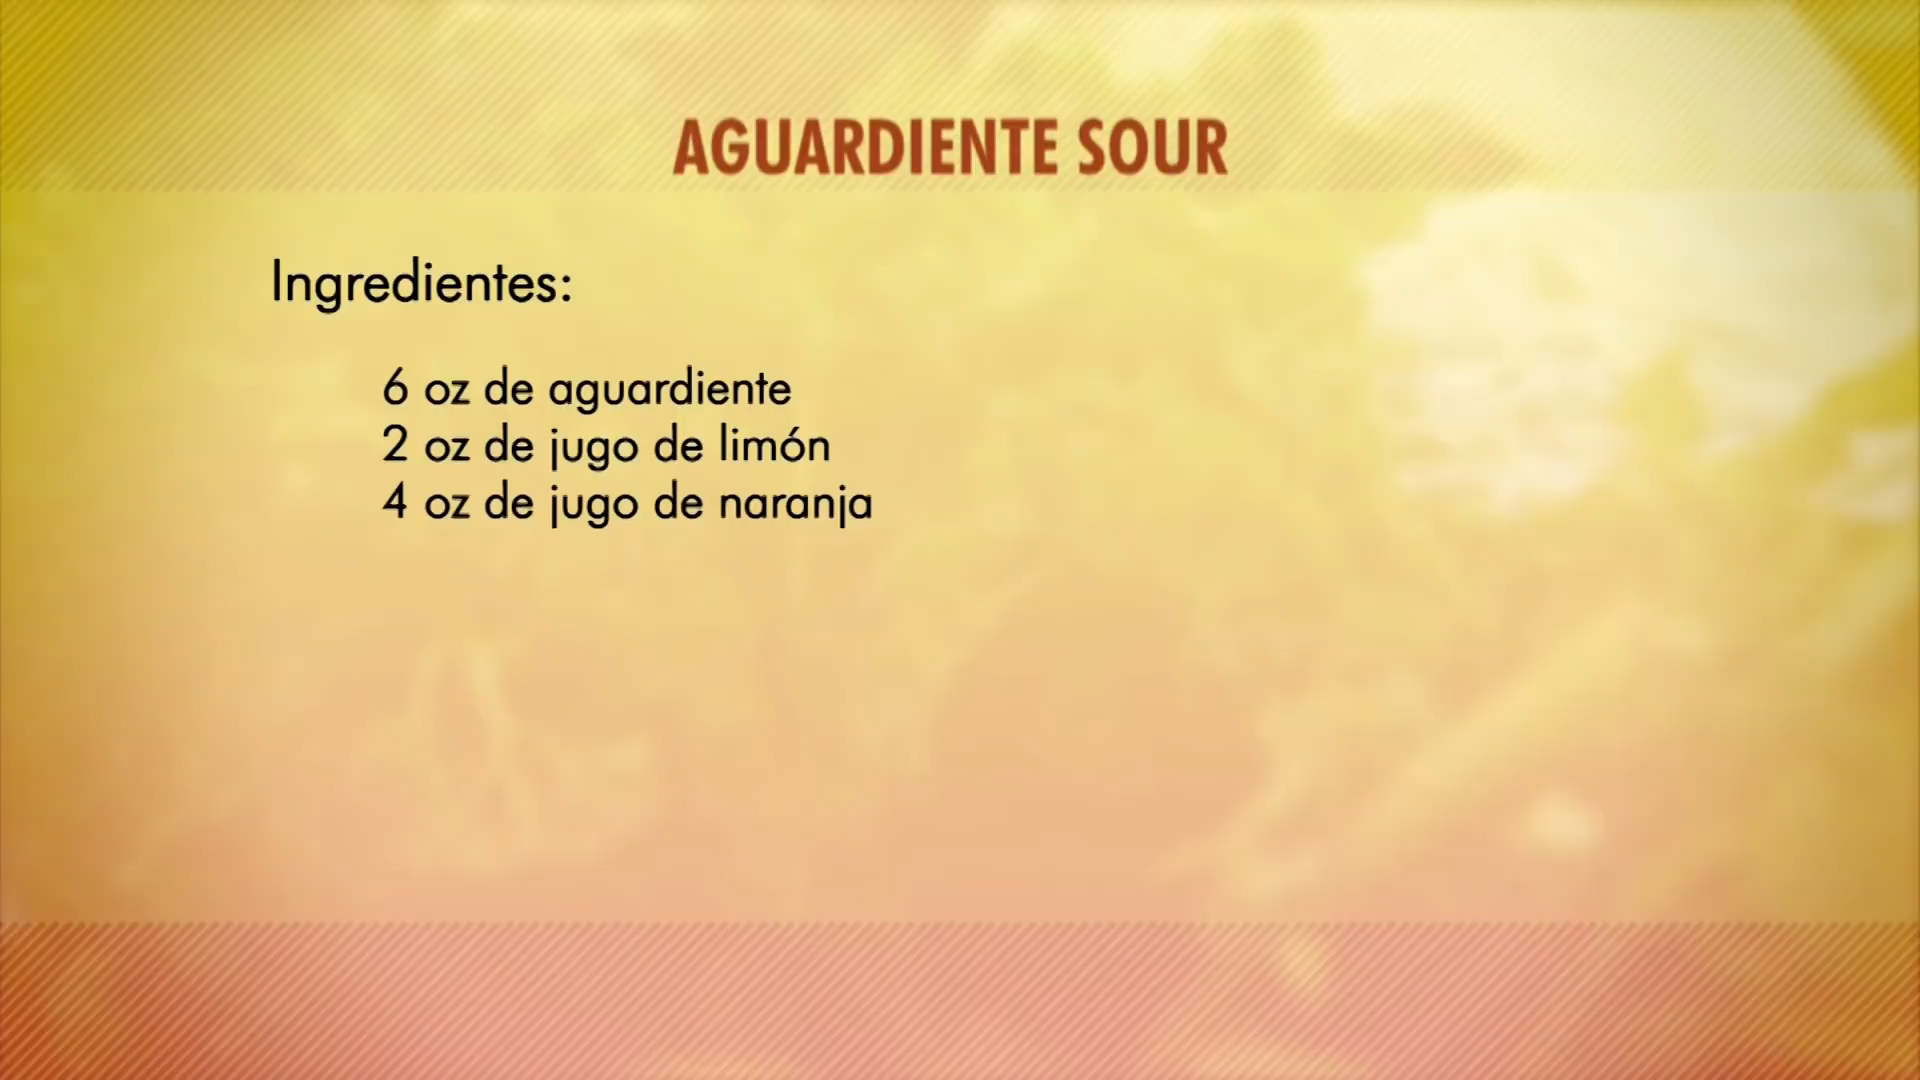 AGUARDIENTE SOUR
Ingredientes:
6 oz de aguardiente
2 oz de jugo de limón
4 oz de jugo de naranja